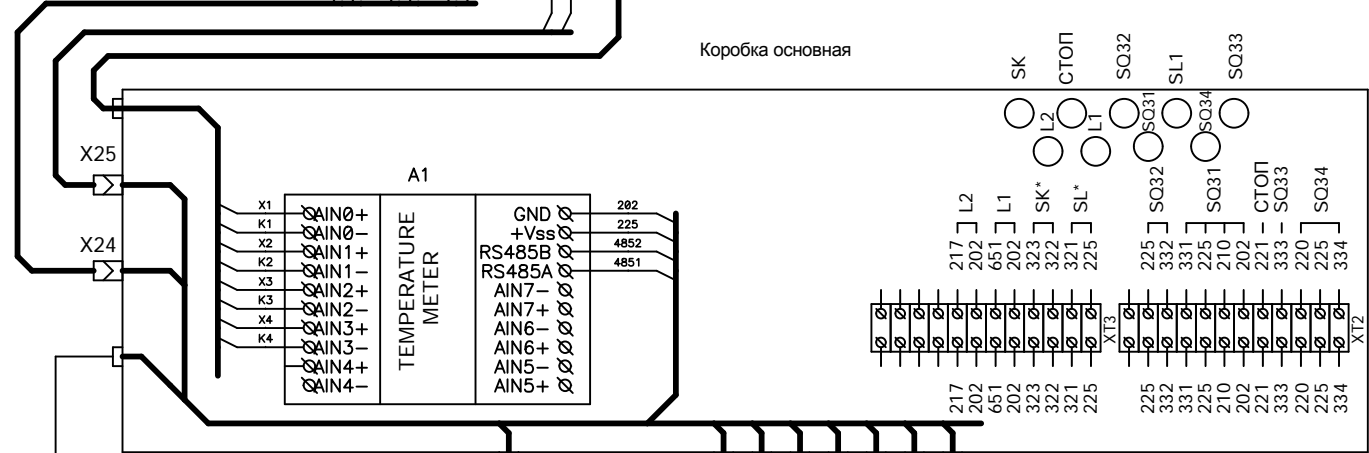 Коробка основная
SK
СТОП
SQ32
SL1
SQ33
L2
L1
SQ31
SQ34
X25
X24
A1
TEMPERATURE
METER
X1 AIN0+
K1 AIN0-
X2 AIN1+
K2 AIN1-
X3 AIN2+
K3 AIN2-
X4 AIN3+
K4 AIN3-
AIN4+
AIN4-
GND 202
+Vss 225
RS485B 4852
RS485A 4851
AIN7-
AIN7+
AIN6-
AIN6+
AIN5-
AIN5+
L2 L1 SK* SL* SQ32 SQ31 СТОП SQ33 SQ34
217 202 651 202 323 322 321 225
225 332 331 225 210 202 221 333 220 225 334
XT3
XT2
217 202 651 202 323 322 321 225
225 332 331 225 210 202 221 333 220 225 334